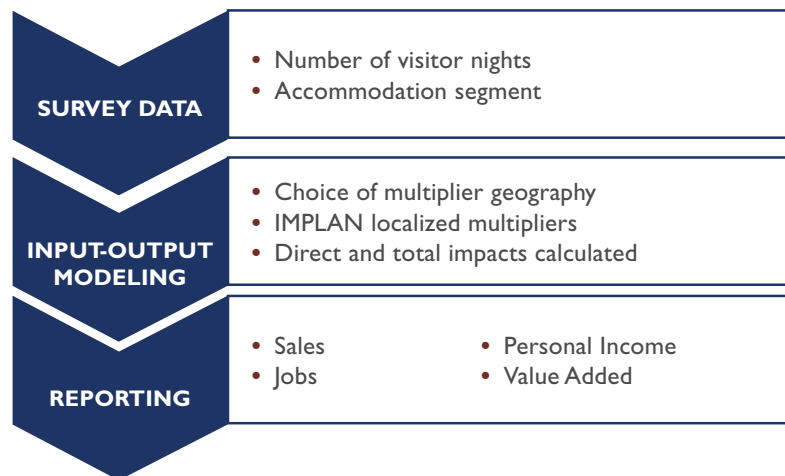 SURVEY DATA
• Number of visitor nights
• Accommodation segment
INPUT-OUTPUT
MODELING
• Choice of multiplier geography
• IMPLAN localized multipliers
• Direct and total impacts calculated
REPORTING
• Sales
• Jobs
• Personal Income
• Value Added